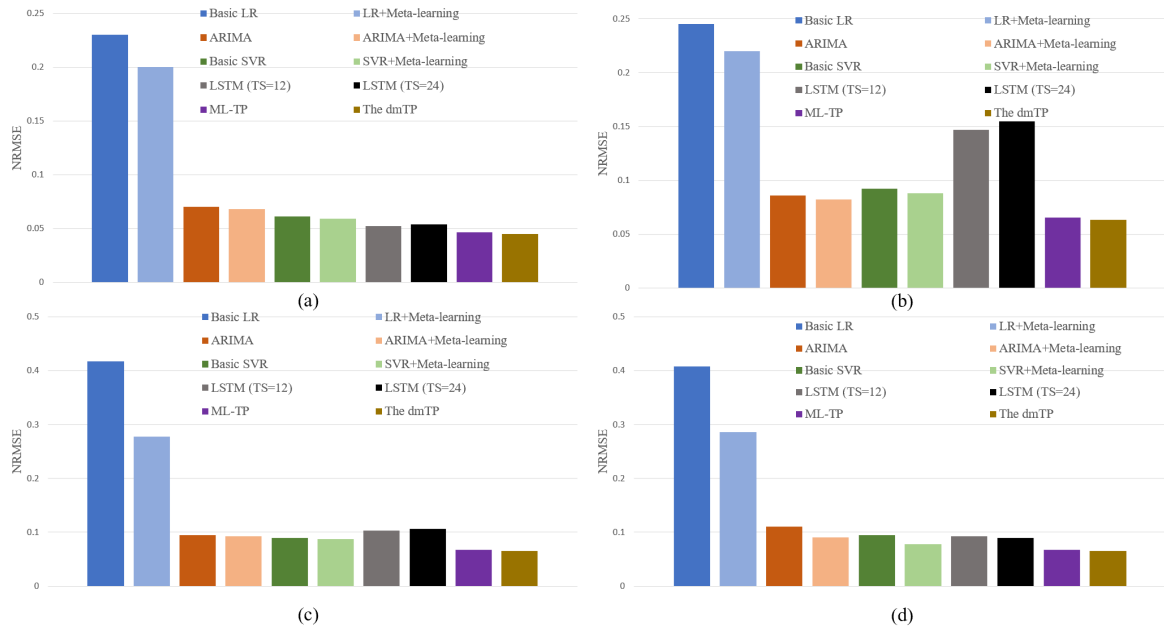 0.25
0.2
0.15
0.1
0.05
0
NRMSE
Basic LR
LR+Meta-learning
ARIMA
ARIMA+Meta-learning
Basic SVR
SVR+Meta-learning
LSTM (TS=12)
LSTM (TS=24)
ML-TP
The dmTP
(a)
0.25
0.2
0.15
0.1
0.05
0
NRMSE
Basic LR
LR+Meta-learning
ARIMA
ARIMA+Meta-learning
Basic SVR
SVR+Meta-learning
LSTM (TS=12)
LSTM (TS=24)
ML-TP
The dmTP
(b)
0.5
0.4
0.3
0.2
0.1
0
NRMSE
Basic LR
LR+Meta-learning
ARIMA
ARIMA+Meta-learning
Basic SVR
SVR+Meta-learning
LSTM (TS=12)
LSTM (TS=24)
ML-TP
The dmTP
(c)
0.5
0.4
0.3
0.2
0.1
0
NRMSE
Basic LR
LR+Meta-learning
ARIMA
ARIMA+Meta-learning
Basic SVR
SVR+Meta-learning
LSTM (TS=12)
LSTM (TS=24)
ML-TP
The dmTP
(d)